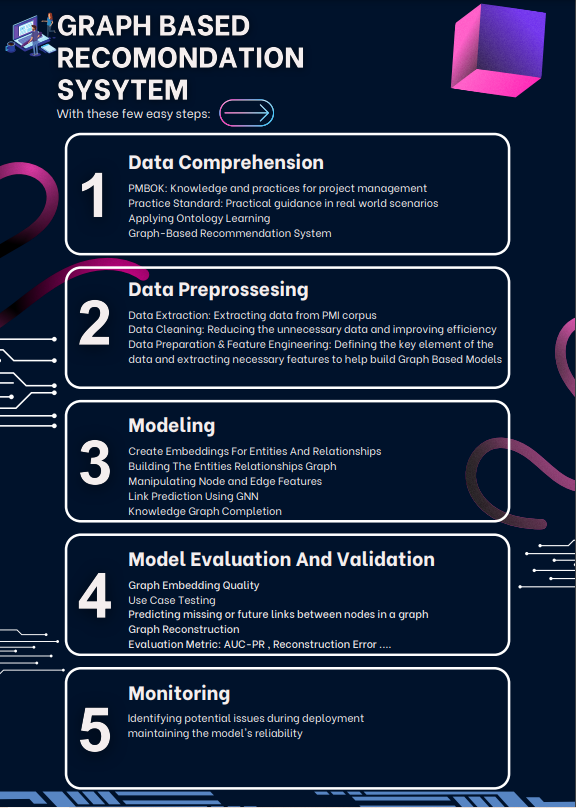 GRAPH BASED
RECOMONDATION
SYSYTEM
With these few easy steps:
1
Data Comprehension
PMBOK: Knowledge and practices for project management
Practice Standard: Practical guidance in real world scenarios
Applying Ontology Learning
Graph-Based Recommendation System
2
Data Preprossesing
Data Extraction: Extracting data from PMI corpus
Data Cleaning: Reducing the unnecessary data and improving efficiency
Data Preparation & Feature Engineering: Defining the key element of the
data and extracting necessary features to help build Graph Based Models
3
Modeling
Create Embeddings For Entities And Relationships
Building The Entities Relationships Graph
Manipulating Node and Edge Features
Link Prediction Using GNN
Knowledge Graph Completion
4
Model Evaluation And Validation
Graph Embedding Quality
Use Case Testing
Predicting missing or future links between nodes in a graph
Graph Reconstruction
Evaluation Metric: AUC-PR , Reconstruction Error ....
5
Monitoring
Identifying potential issues during deployment
maintaining the model's reliability